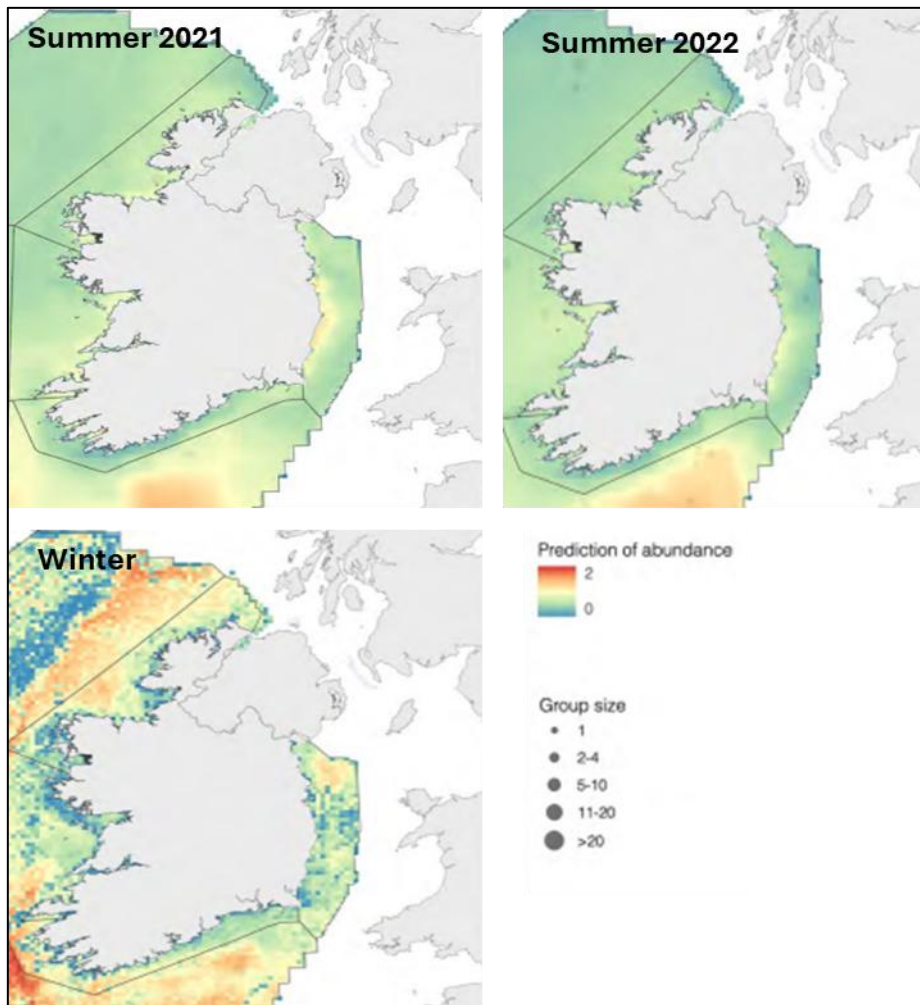 Summer 2021
Summer 2022
Winter
Prediction of abundance
2
0
Group size
1
2-4
5-10
11-20
>20